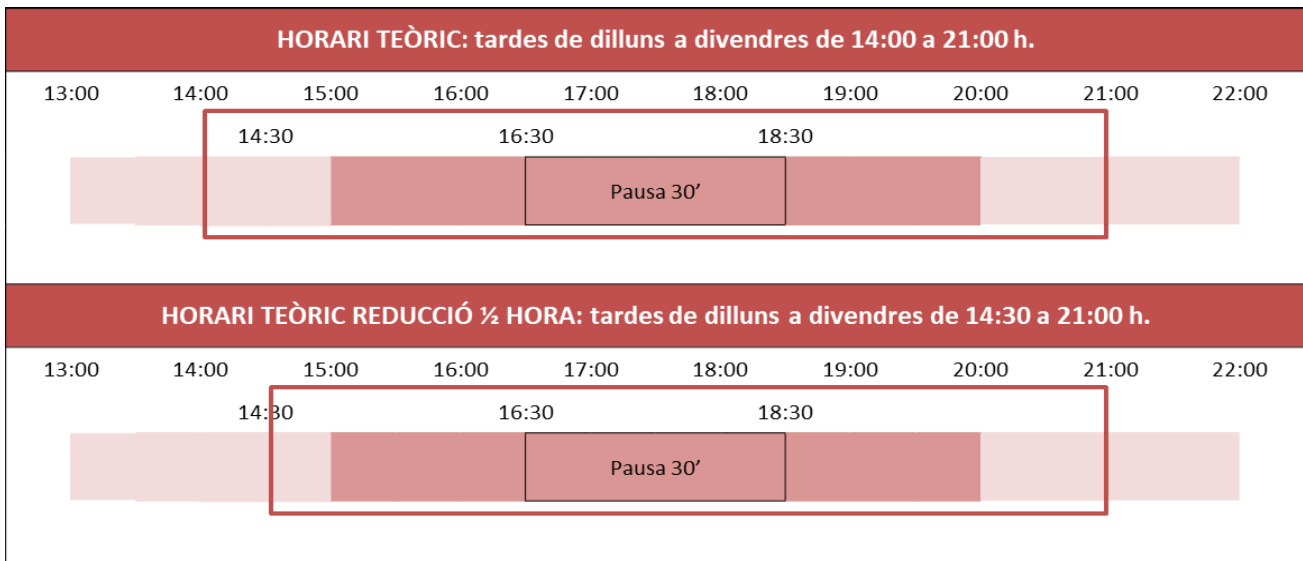 HORARI TEÒRIC: tardes de dilluns a divendres de 14:00 a 21:00 h.
13:00 14:00 15:00 16:00 17:00 18:00 19:00 20:00 21:00 22:00
14:30 16:30 18:30
Pausa 30’
HORARI TEÒRIC REDUCCIÓ ½ HORA: tardes de dilluns a divendres de 14:30 a 21:00 h.
13:00 14:00 15:00 16:00 17:00 18:00 19:00 20:00 21:00 22:00
14:30 16:30 18:30
Pausa 30’